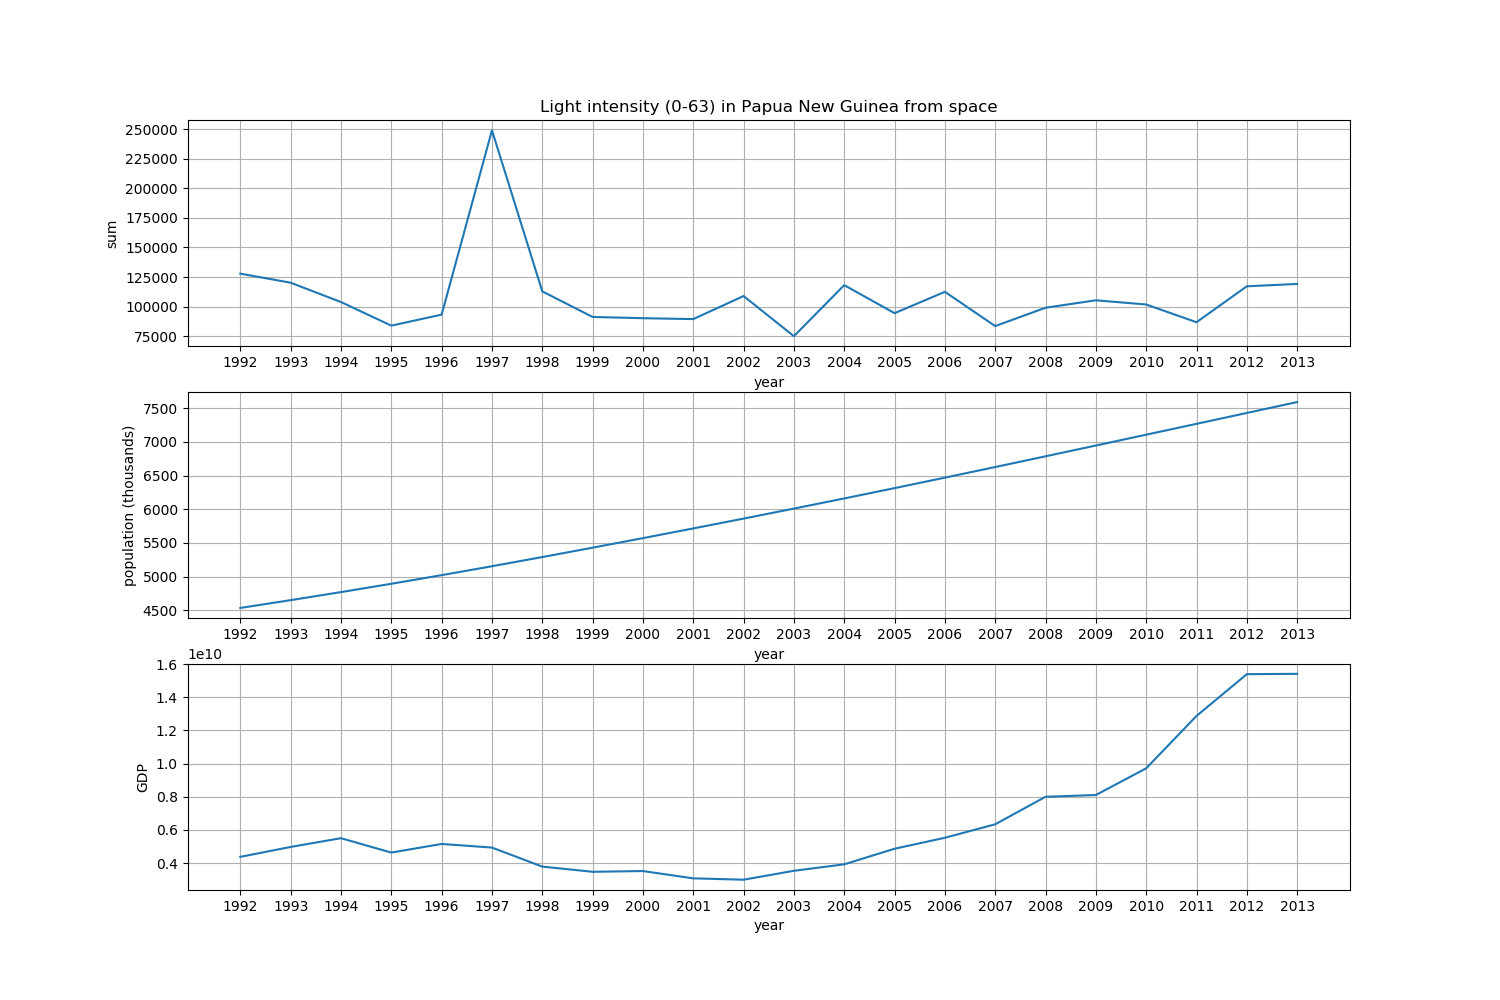 Light intensity (0-63) in Papua New Guinea from space
250000
225000
200000
175000
150000
125000
100000
75000
sum
1992 1993 1994 1995 1996 1997 1998 1999 2000 2001 2002 2003 2004 2005 2006 2007 2008 2009 2010 2011 2012 2013
year
7500
7000
6500
6000
5500
5000
4500
population (thousands)
1992 1993 1994 1995 1996 1997 1998 1999 2000 2001 2002 2003 2004 2005 2006 2007 2008 2009 2010 2011 2012 2013
year
1e10
1.6
1.4
1.2
1.0
0.8
0.6
0.4
GDP
1992 1993 1994 1995 1996 1997 1998 1999 2000 2001 2002 2003 2004 2005 2006 2007 2008 2009 2010 2011 2012 2013
year